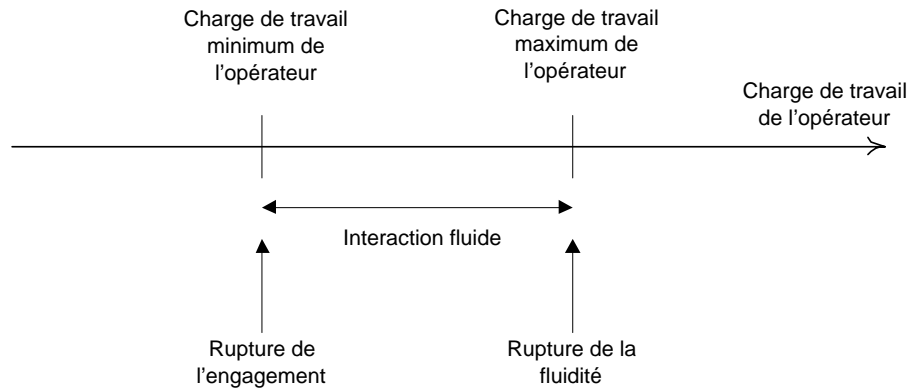 Charge de travail
minimum de
l’opérateur
Charge de travail
maximum de
l’opérateur
Charge de travail
de l’opérateur
Interaction fluide
Rupture de
l’engagement
Rupture de la
fluidité